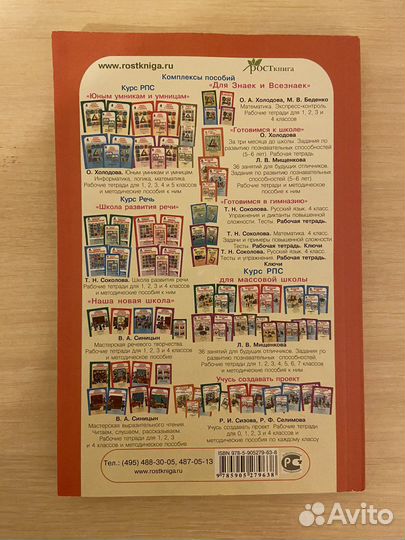 www.rostkniga.ru
РОСТкнига
Комплексы пособий
Курс РПС
«Юным умникам и умницам»
О. Холодова. Юным умникам и умницам.
Информатика, логика, математика.
Рабочие тетради для 1, 2, 3, 4 и 5 классов
и методические пособия к ним
Курс Речь
«Школа развития речи»
Т. Н. Соколова. Школа развития речи
Рабочие тетради для 1, 2, 3 и 4 классов
и методические пособия к ним
«Наша новая школа»
В. А. Синицын
Мастерская речевого творчества.
Рабочие тетради для 1, 2, 3 и 4 классов
и методические пособия к ним
В. А. Синицын
Мастерская выразительного чтения.
Читаем, слушаем, рассказываем.
Рабочие тетради для 1, 2, 3
и 4 классов и методические пособия
«Для Знаек и Всезнаек»
О. А. Холодова, М. В. Беденко
Математика. Экспресс-контроль.
Рабочие тетради для 1, 2, 3 и
4 классов
«Готовимся к школе»
О. Холодова
За три месяца до школы. Задания по
развитию познавательных способностей
(5-6 лет). Рабочая тетрадь.
Л. В. Мищенкова
36 занятий для будущих отличников.
Задания по развитию познавательных
способностей (5-6 лет).
Рабочие тетради и методическое
пособие к ним
«Готовимся в гимназию»
Т. Н. Соколова. Русский язык. 4 класс.
Упражнения и диктанты повышенной
сложности. Тесты. Рабочая тетрадь.
Т. Н. Соколова. Математика. 4 класс.
Задачи и примеры повышенной сложности.
Тесты. Рабочая тетрадь. Ключи
Т. Н. Соколова. Русский язык. 4 класс.
Тесты и упражнения. Рабочая тетрадь.
Ключи
Курс РПС
для массовой школы
Л. В. Мищенкова
36 занятий для будущих отличников. Задания по
развитию познавательных способностей.
Рабочие тетради для 1, 2, 3, 4, 5, 6, 7 классов
и методические пособия к ним
Учусь создавать проект
Р. И. Сизова, Р. Ф. Селимова
Учусь создавать проект. Рабочие тетради
для 0, 1, 2, 3, 4 классов и
методические пособия по каждому классу
Тел.: (495) 488-30-05, 487-05-13
www.rostkniga.ru
ISBN 978-5-905279-63-8
9 785905 279638
Avito